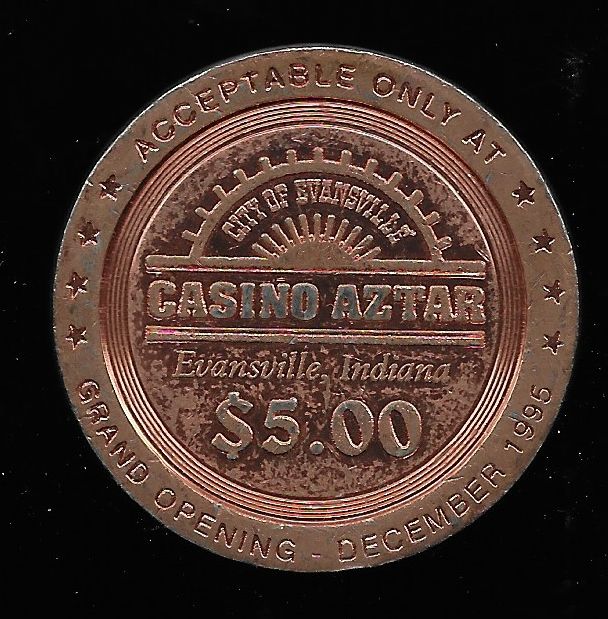 ACCEPTABLE ONLY AT
CITY OF EVANSVILLE
CASINO AZTAR
Evansville, Indiana
$5.00
GRAND OPENING - DECEMBER 1995